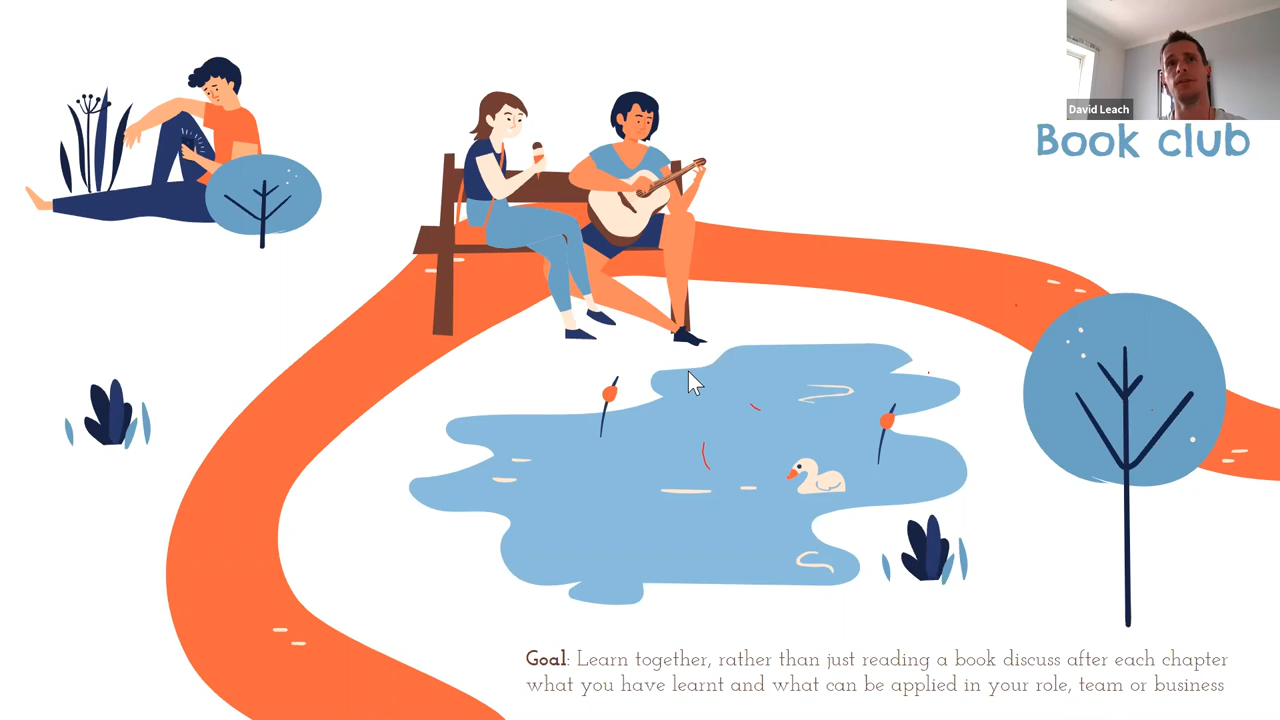 David Leach
Book club
Goal: Learn together, rather than just reading a book discuss after each chapter
what you have learnt and what can be applied in your role, team or business